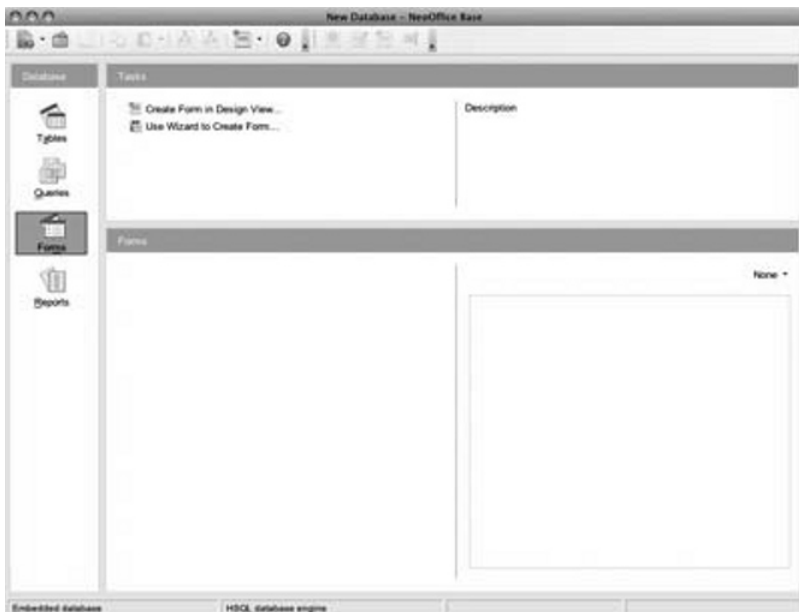 New Database - NeoOffice Base
Database
Tasks
Create Form in Design View...
Use Wizard to Create Form...
Description
Tables
Queries
Forms
Reports
Forms
None
Embedded database
HSQL database engine